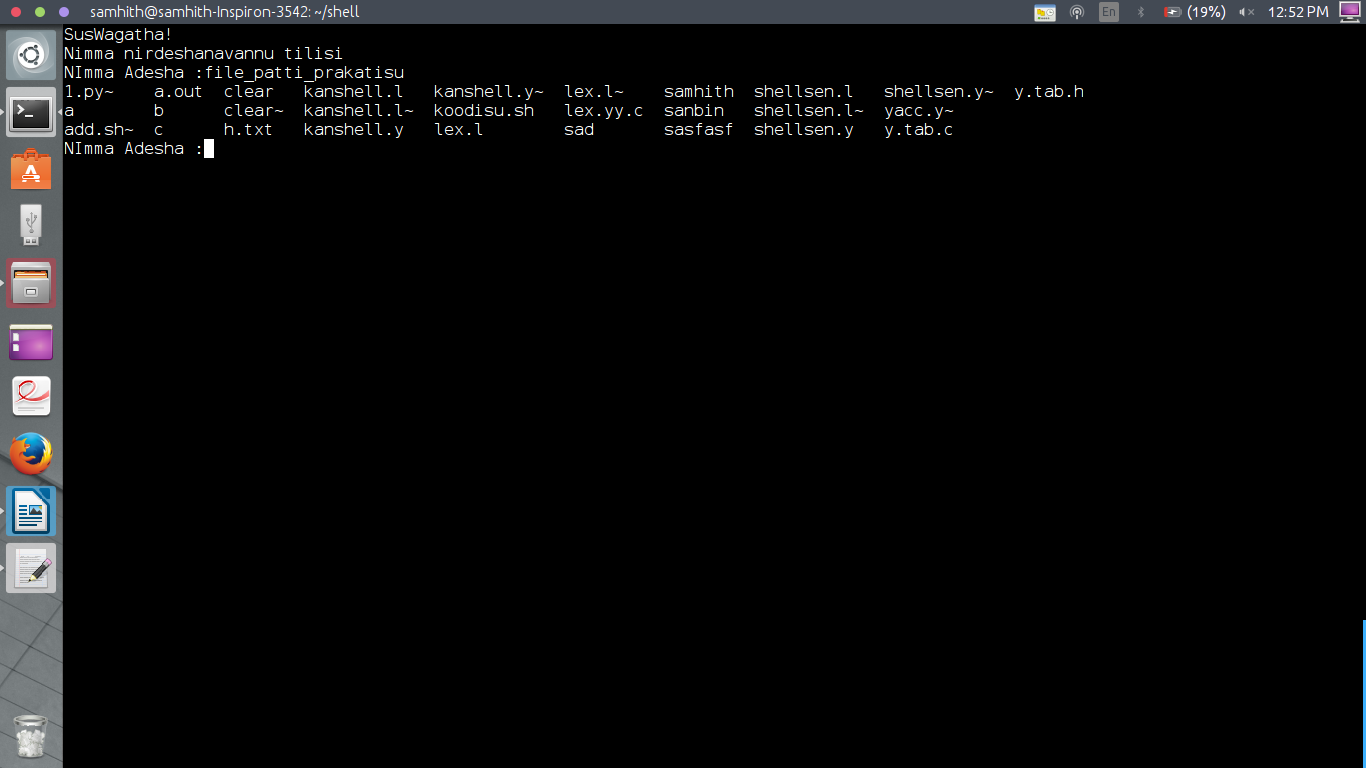 samhith@samhith-Inspiron-3542: ~/shell En (19%) 12:52 PM
SusWagatha!
Nimma nirdeshanavannu tilisi
NImma Adesha :file_patti_prakatisu
1.py~ a.out clear kanshell.l kanshell.y~ lex.l~ samhith shellsen.l shellsen.y~ y.tab.h
a b clear~ kanshell.l~ koodisu.sh lex.yy.c sanbin shellsen.l~ yacc.y~
add.sh~ c h.txt kanshell.y lex.l sad sasfasf shellsen.y y.tab.c
NImma Adesha :